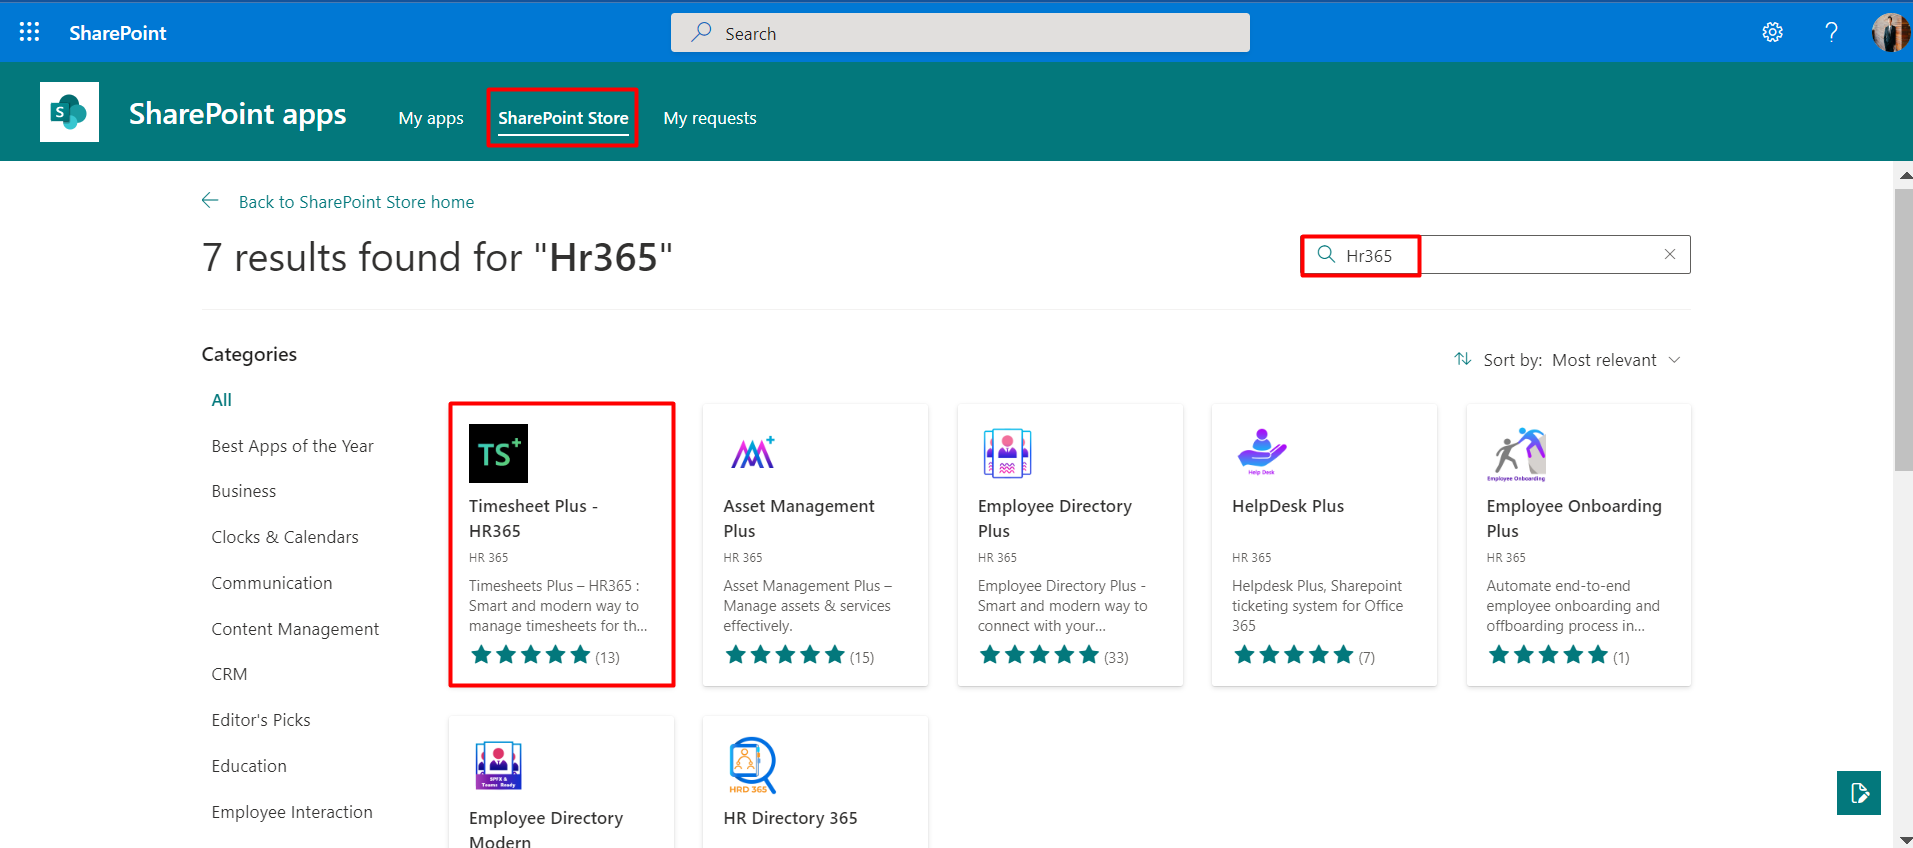 SharePoint
Search
?
S
SharePoint apps
My apps
SharePoint Store
My requests
Back to SharePoint Store home
7 results found for "Hr365"
Hr365
Categories
Sort by: Most relevant
All
Best Apps of the Year
Business
Clocks & Calendars
Communication
Content Management
CRM
Editor's Picks
Education
Employee Interaction
TS+
Timesheet Plus -
HR365
HR 365
Timesheets Plus – HR365 :
Smart and modern way to
manage timesheets for th...
(13)
Asset Management
Plus
HR 365
Asset Management Plus –
Manage assets & services
effectively.
(15)
Employee Directory
Plus
HR 365
Employee Directory Plus -
Smart and modern way to
connect with your...
(33)
Help Desk
HelpDesk Plus
HR 365
Helpdesk Plus, Sharepoint
ticketing system for Office
365
(7)
Employee Onboarding
Employee Onboarding
Plus
HR 365
Automate end-to-end
employee onboarding and
offboarding process in...
(1)
SPFX &
Teams Ready
Employee Directory
Modern
HRD 365
HR Directory 365